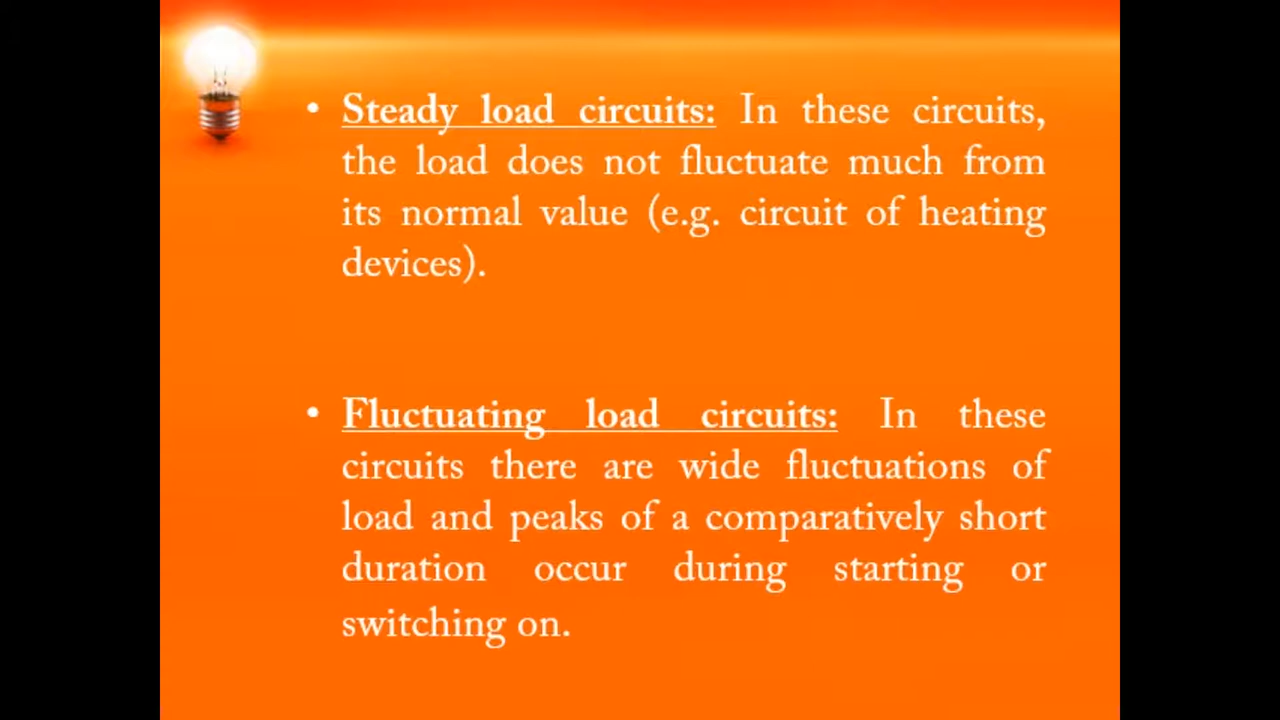 • Steady load circuits: In these circuits,
the load does not fluctuate much from
its normal value (e.g. circuit of heating
devices).
• Fluctuating load circuits: In these
circuits there are wide fluctuations of
load and peaks of a comparatively short
duration occur during starting or
switching on.